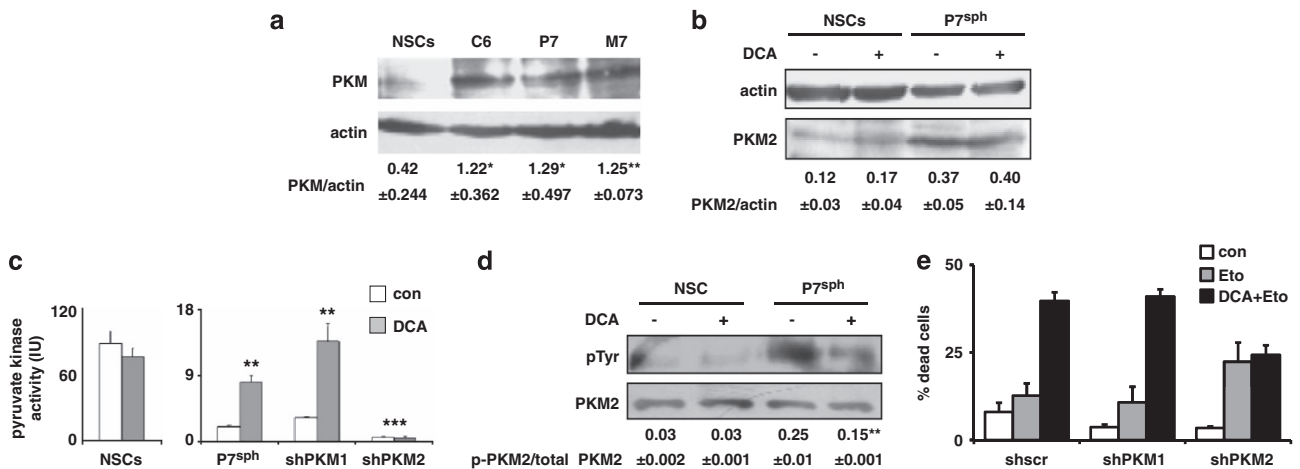 a
NSCs C6 P7 M7
PKM
actin
PKM/actin
0.42 1.22* 1.29* 1.25**
±0.244 ±0.362 ±0.497 ±0.073
b
NSCs P7sph
DCA - + - +
actin
PKM2
0.12 0.17 0.37 0.40
PKM2/actin ±0.03 ±0.04 ±0.05 ±0.14
c
pyruvate kinase
activity (IU)
120
60
0
NSCs
18
9
0
** ** ***
P7sph shPKM1 shPKM2
con
DCA
d
NSC P7sph
DCA - + - +
pTyr
PKM2
0.03 0.03 0.25 0.15**
p-PKM2/total PKM2 ±0.002 ±0.001 ±0.01 ±0.001
e
% dead cells
50
25
0
con
Eto
DCA+Eto
shscr shPKM1 shPKM2